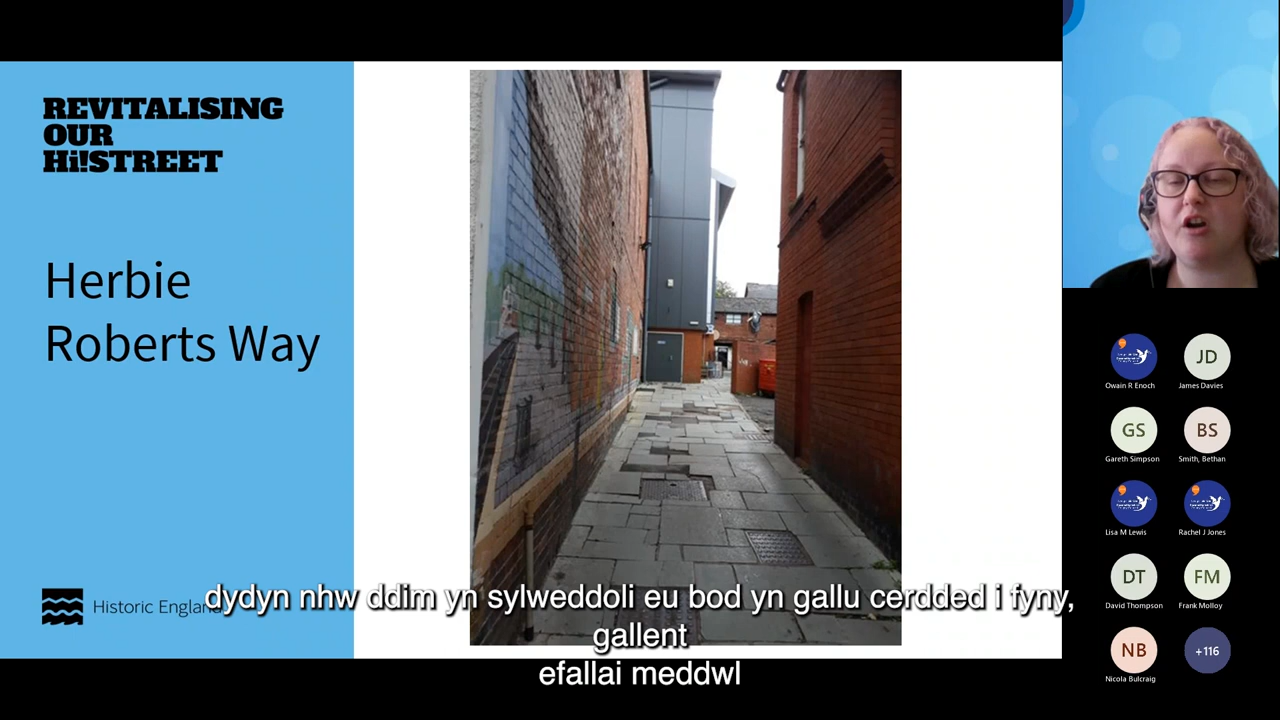 REVITALISING
OUR
Hi!STREET
Herbie
Roberts Way
Historic England
dydyn nhw ddim yn sylweddoli eu bod yn gallu cerdded i fyny,
gallent
efallai meddwl
Owain R Enoch
JD
James Davies
GS
Gareth Simpson
BS
Smith, Bethan
Lisa M Lewis
Rachel J Jones
DT
David Thompson
FM
Frank Molloy
NB
Nicola Bulcraig
+116